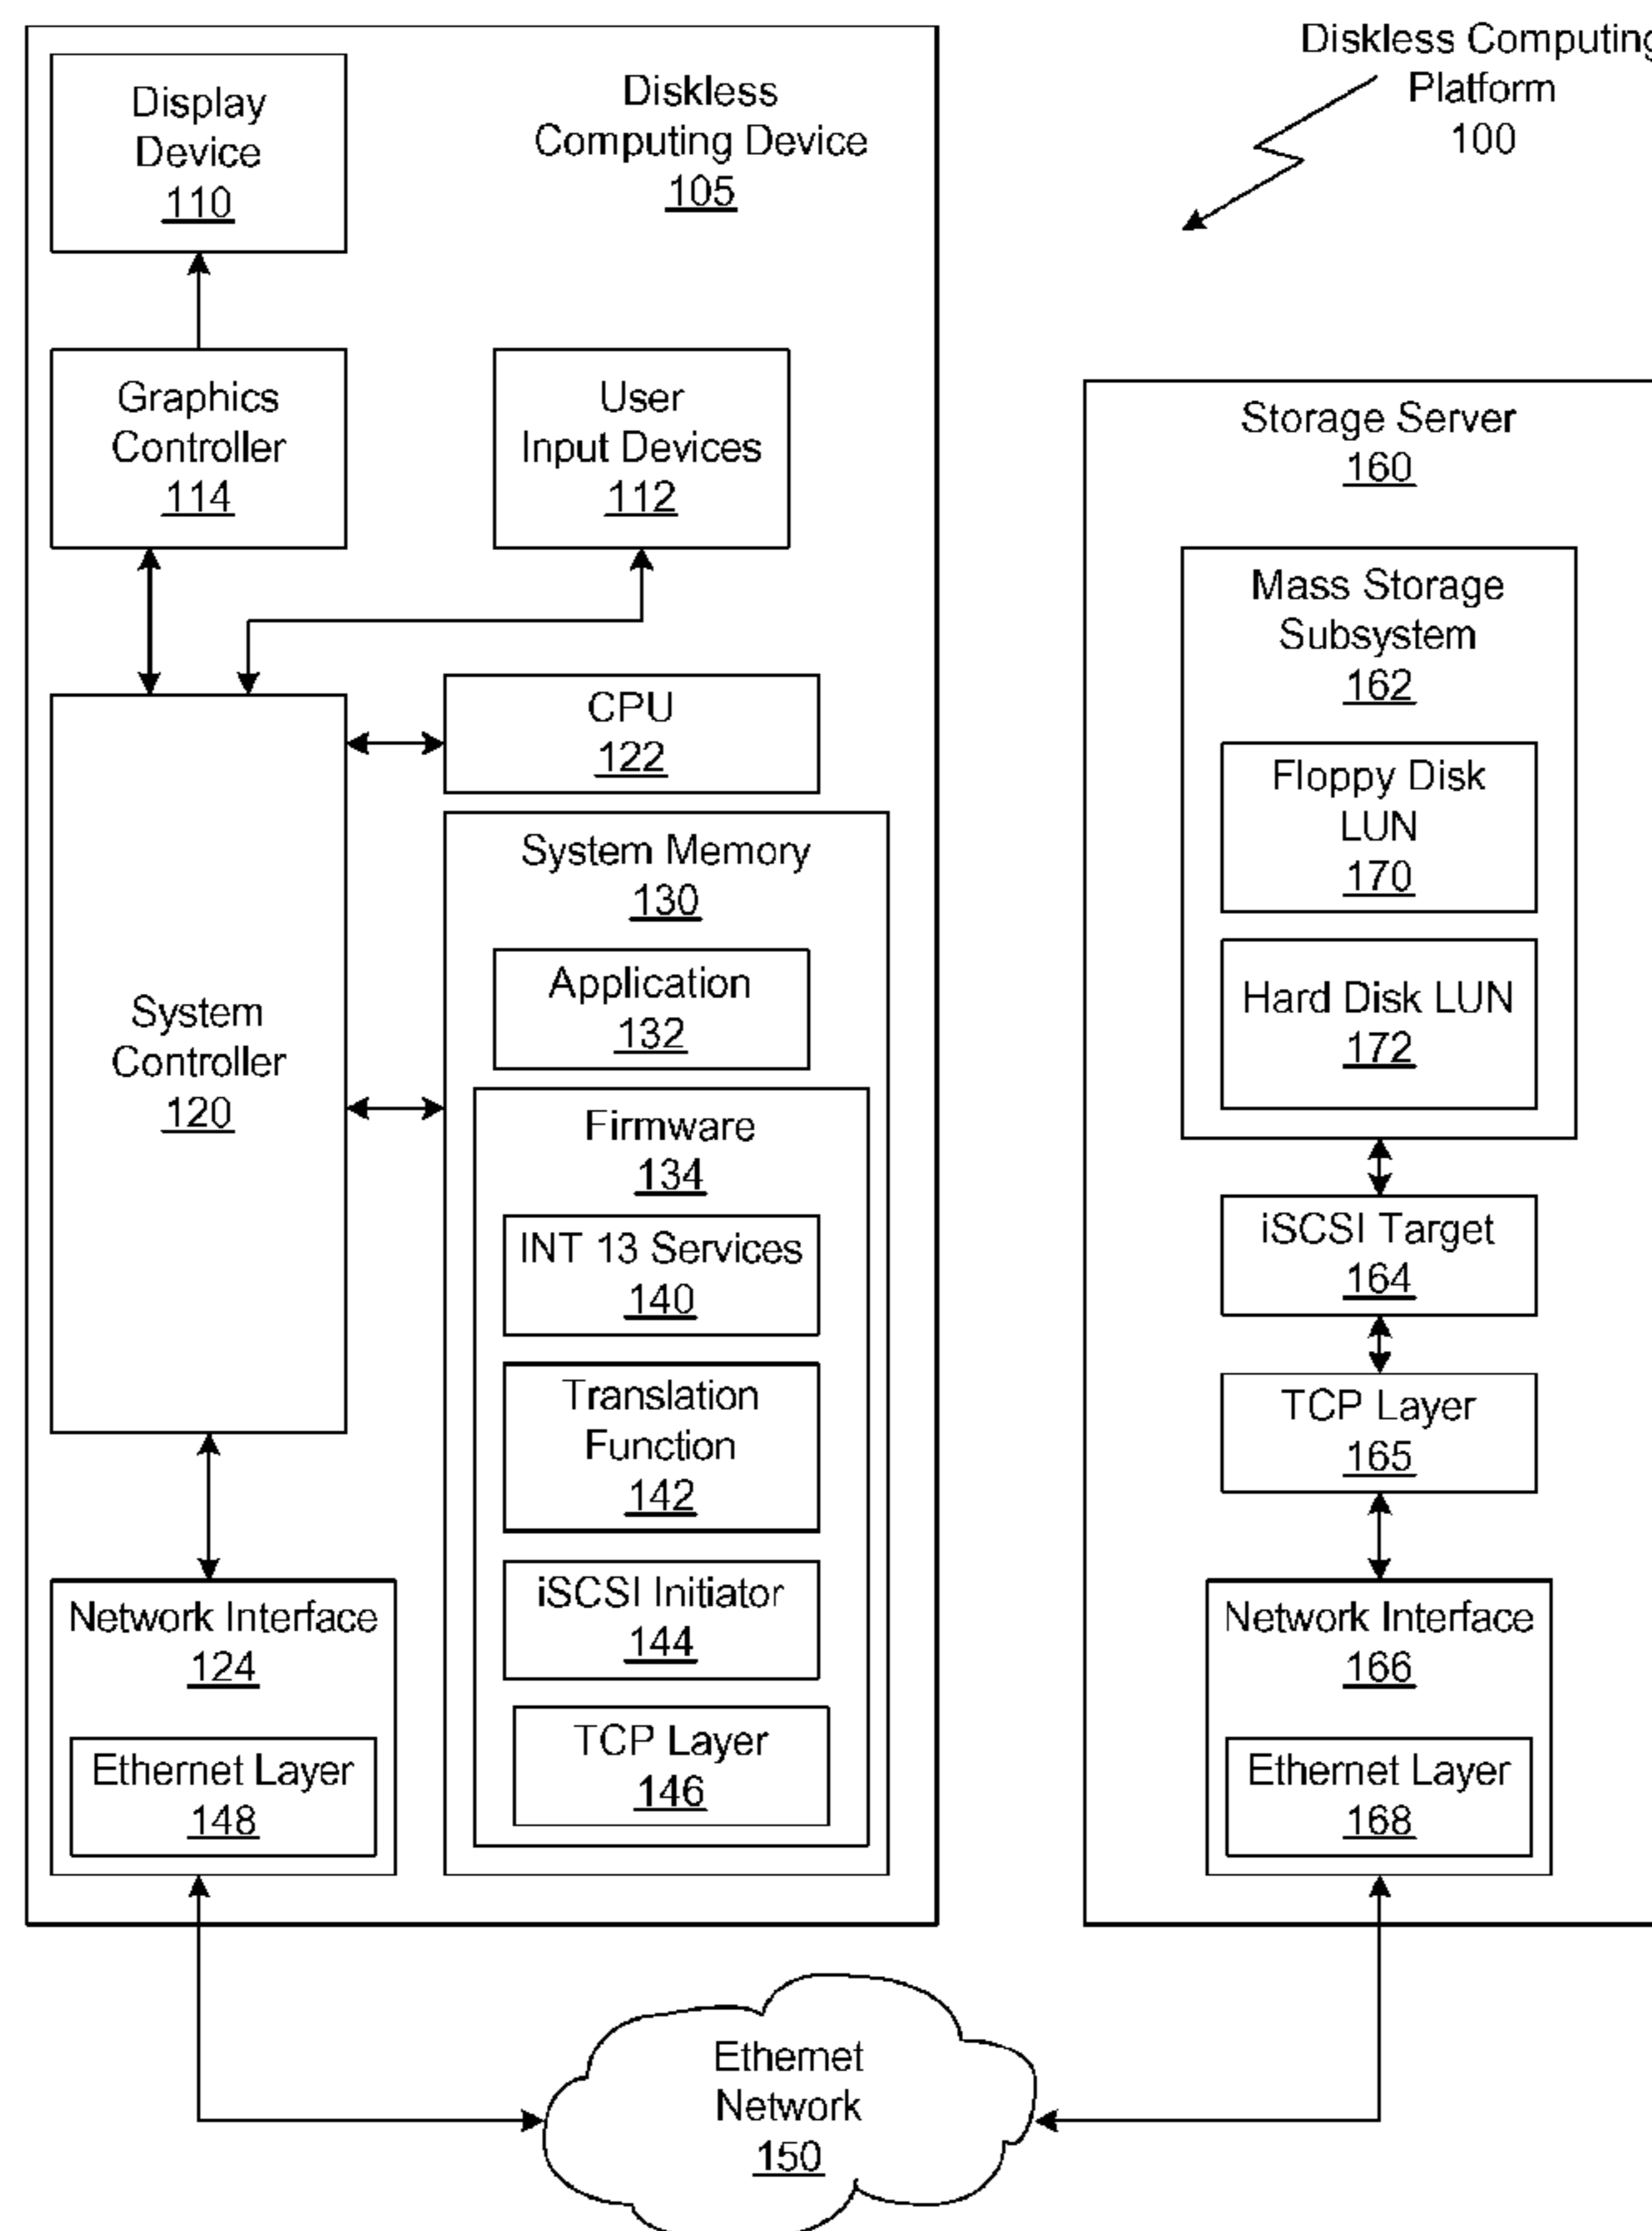 Display
Device
110
Diskless
Computing Device
105
Diskless Computing
Platform
100
Graphics
Controller
114
User
Input Devices
112
System
Controller
120
CPU
122
System Memory
130
Application
132
Firmware
134
INT 13 Services
140
Translation
Function
142
iSCSI Initiator
144
TCP Layer
146
Network Interface
124
Ethernet Layer
148
Storage Server
160
Mass Storage
Subsystem
162
Floppy Disk
LUN
170
Hard Disk LUN
172
iSCSI Target
164
TCP Layer
165
Network Interface
166
Ethernet Layer
168
Ethernet
Network
150